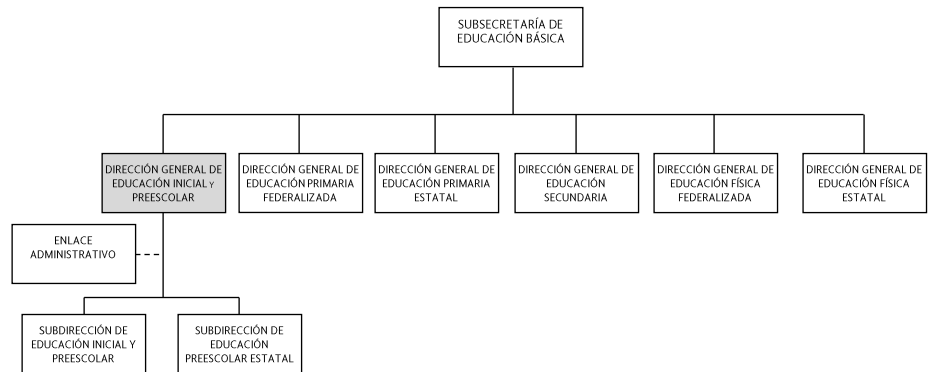 SUBSECRETARÍA DE
EDUCACIÓN BÁSICA
DIRECCIÓN GENERAL DE
EDUCACIÓN INICIAL y
PREESCOLAR
DIRECCIÓN GENERAL DE
EDUCACIÓN PRIMARIA
FEDERALIZADA
DIRECCIÓN GENERAL DE
EDUCACIÓN PRIMARIA
ESTATAL
DIRECCIÓN GENERAL DE
EDUCACIÓN
SECUNDARIA
DIRECCIÓN GENERAL DE
EDUCACIÓN FÍSICA
FEDERALIZADA
DIRECCIÓN GENERAL DE
EDUCACIÓN FÍSICA
ESTATAL
ENLACE
ADMINISTRATIVO
SUBDIRECCIÓN DE
EDUCACIÓN INICIAL Y
PREESCOLAR
SUBDIRECCIÓN DE
EDUCACIÓN
PREESCOLAR ESTATAL